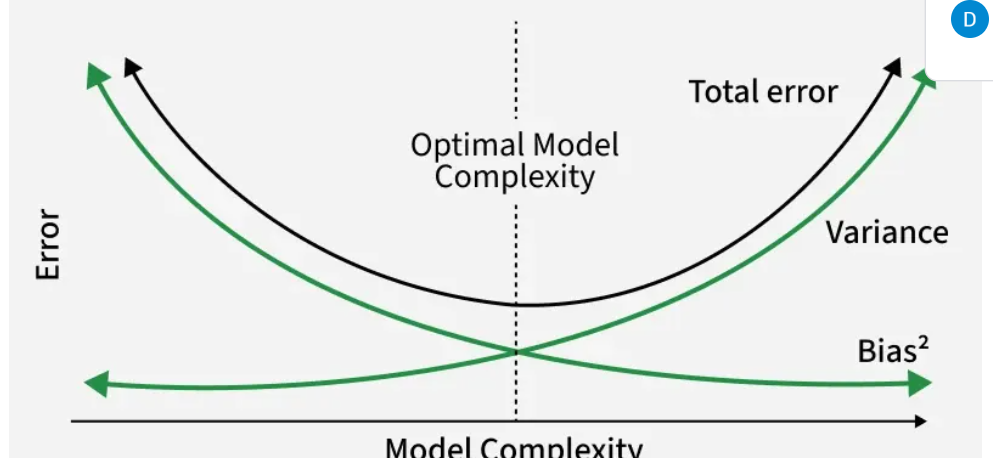 D
Total error
Optimal Model
Complexity
Error
Variance
Bias²
Model Complexity